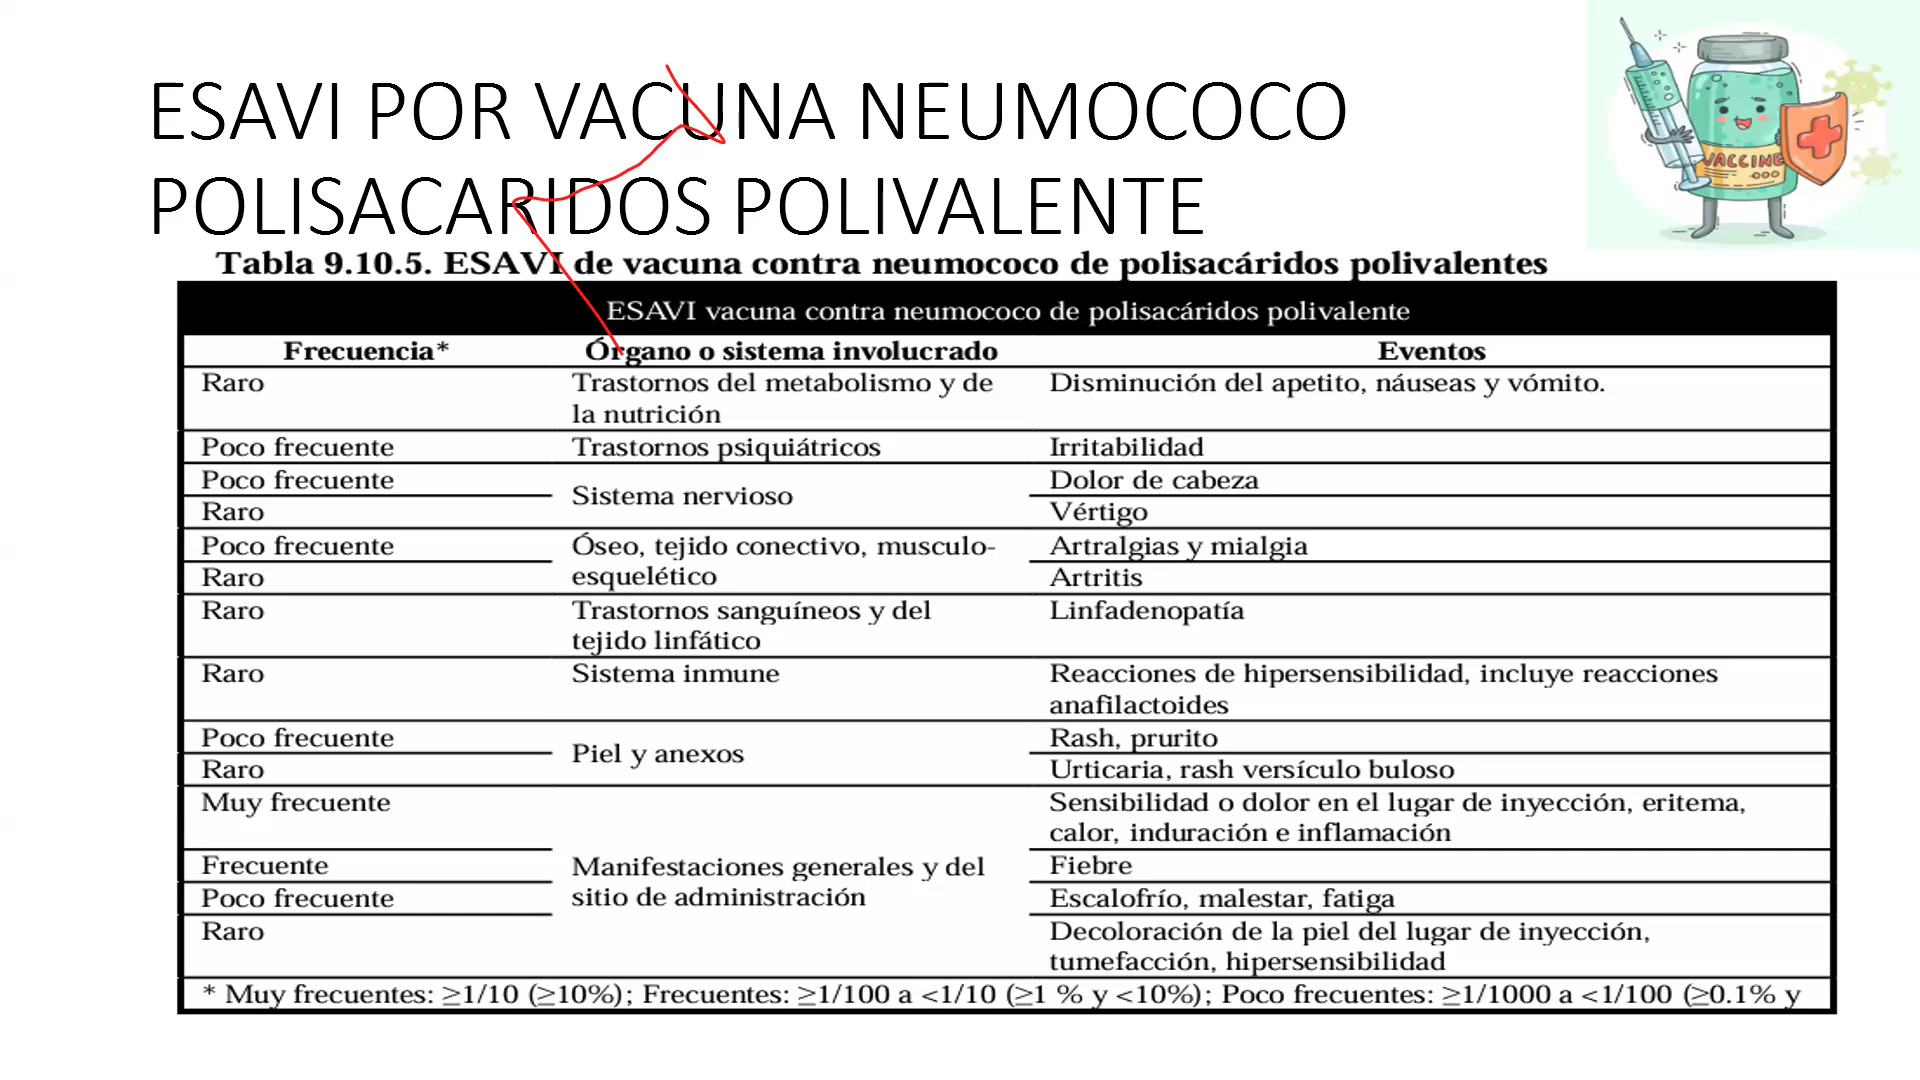 ESAVI POR VACUNA NEUMOCOCO
POLISACARIDOS POLIVALENTE
VACCINE
Tabla 9.10.5. ESAVI de vacuna contra neumococo de polisacáridos polivalentes
ESAVI vacuna contra neumococo de polisacáridos polivalente
Frecuencia* Órgano o sistema involucrado Eventos
Raro Trastornos del metabolismo y de Disminución del apetito, náuseas y vómito.
la nutrición
Poco frecuente Trastornos psiquiátricos Irritabilidad
Poco frecuente Dolor de cabeza
Sistema nervioso
Raro Vértigo
Poco frecuente Óseo, tejido conectivo, musculo- Artralgias y mialgia
Raro esquelético Artritis
Raro Trastornos sanguíneos y del Linfadenopatía
tejido linfático
Raro Sistema inmune Reacciones de hipersensibilidad, incluye reacciones
anafilactoides
Poco frecuente Rash, prurito
Piel y anexos
Raro Urticaria, rash versículo buloso
Muy frecuente Sensibilidad o dolor en el lugar de inyección, eritema,
calor, induración e inflamación
Frecuente Manifestaciones generales y del Fiebre
Poco frecuente sitio de administración Escalofrío, malestar, fatiga
Raro Decoloración de la piel del lugar de inyección,
tumefacción, hipersensibilidad
* Muy frecuentes: ≥1/10 (≥10%); Frecuentes: ≥1/100 a <1/10 (≥1 % y <10%); Poco frecuentes: ≥1/1000 a <1/100 (≥0.1% y